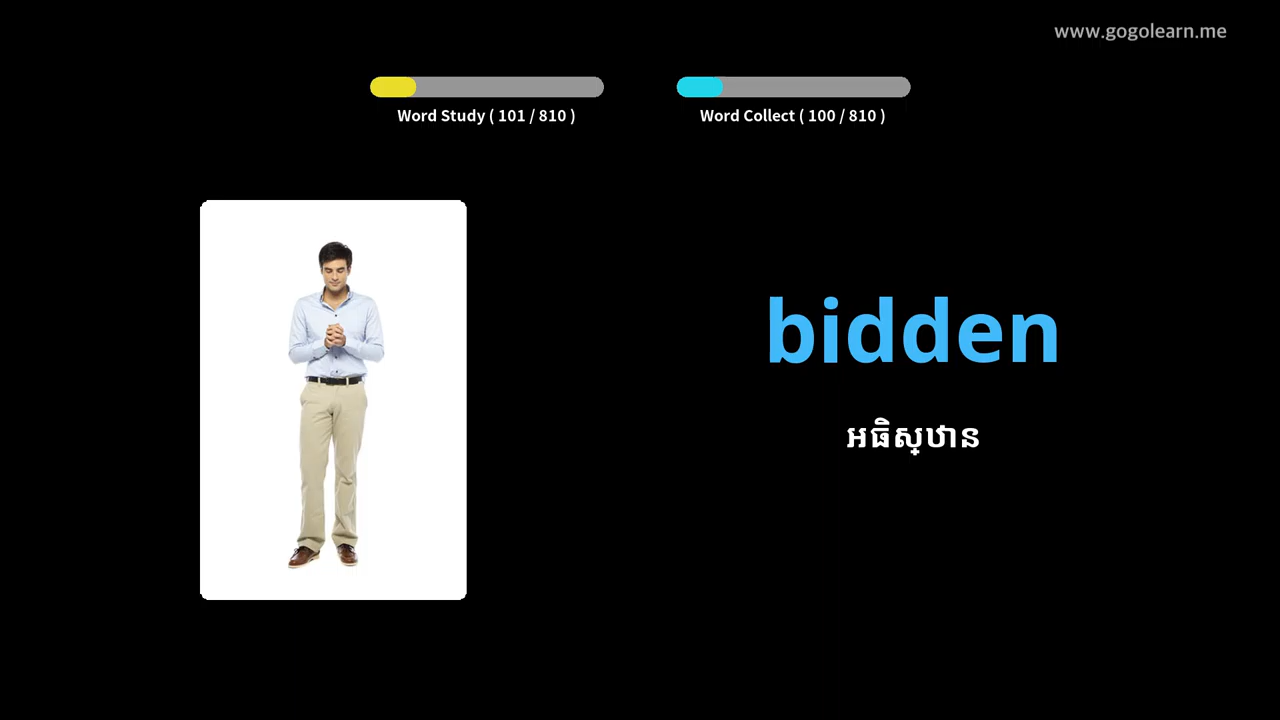 www.gogolearn.me
Word Study ( 101 / 810 )
Word Collect ( 100 / 810 )
bidden
អធិស្ឋាន